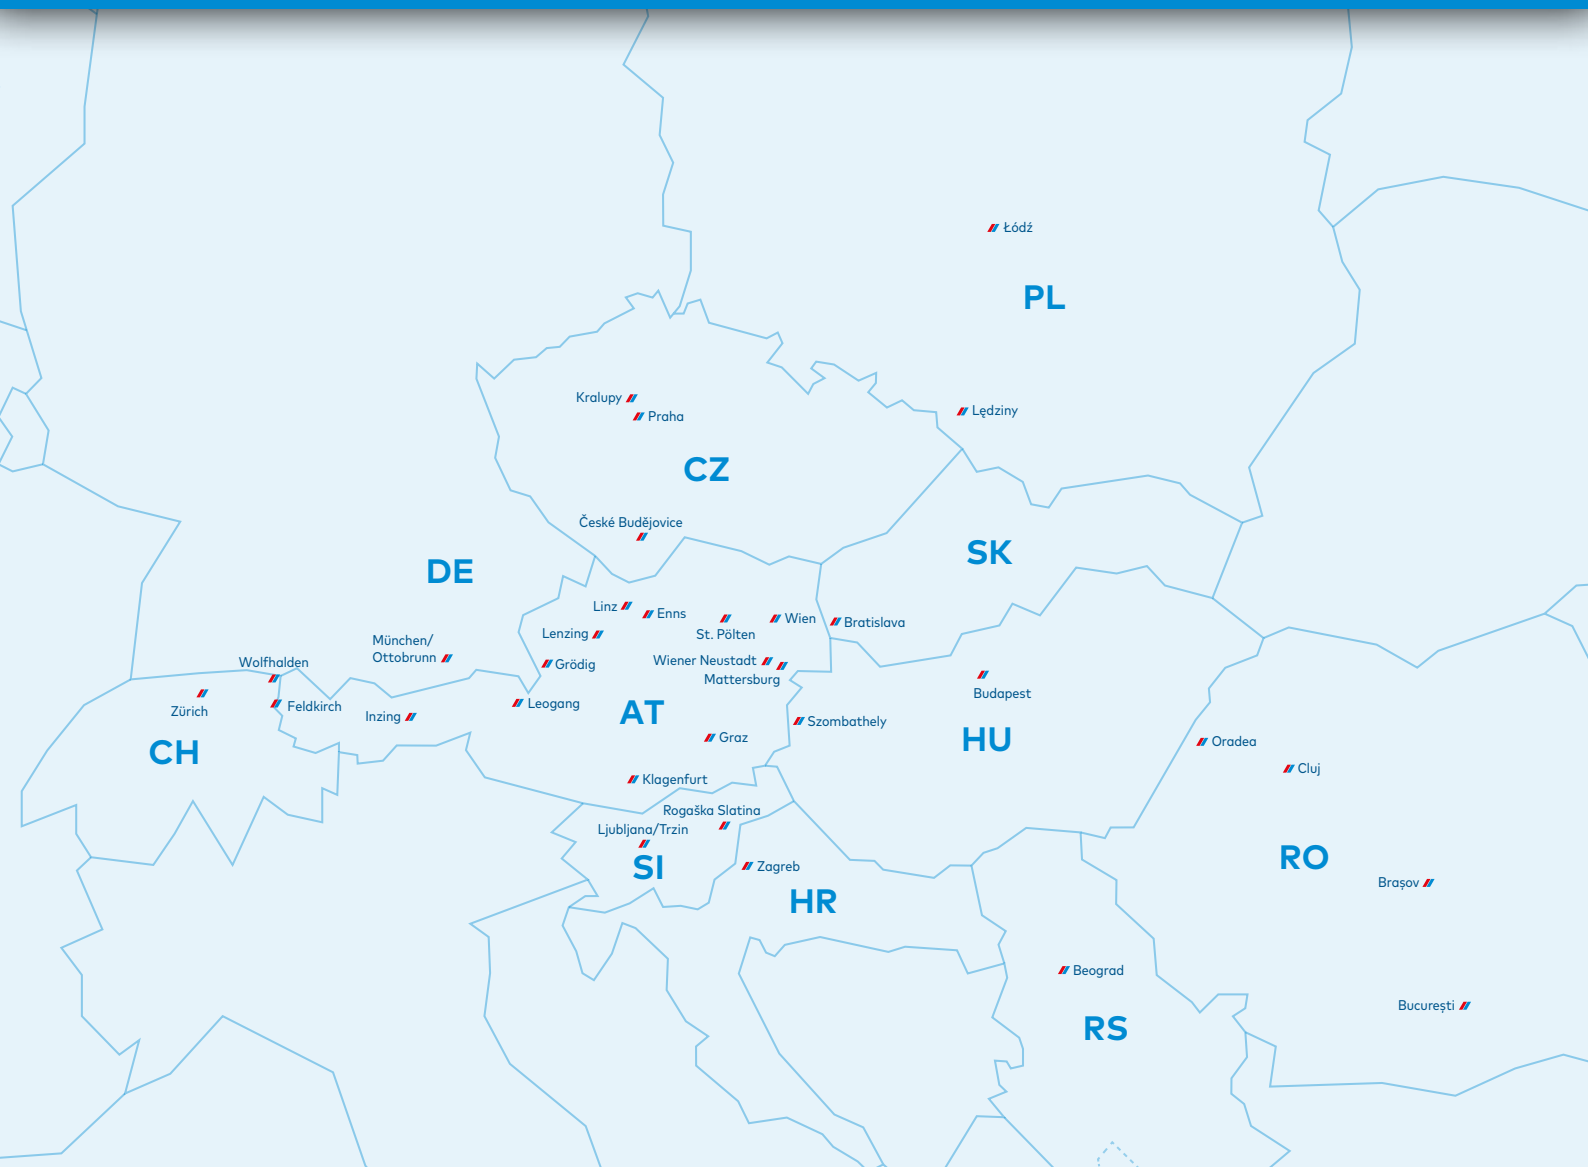 Łódź
PL
Kralupy
Praha
Lędziny
CZ
České Budějovice
SK
DE
Linz
Enns
St. Pölten
Wien
Bratislava
Lenzing
München/
Ottobrunn
Wolfhalden
Grödig
Wiener Neustadt
Mattersburg
Budapest
Zürich
Feldkirch
Inzing
Leogang
AT
Szombathely
CH
Graz
HU
Oradea
Cluj
Klagenfurt
Rogaška Slatina
Ljubljana/Trzin
SI
Zagreb
HR
RO
Brașov
Beograd
București
RS